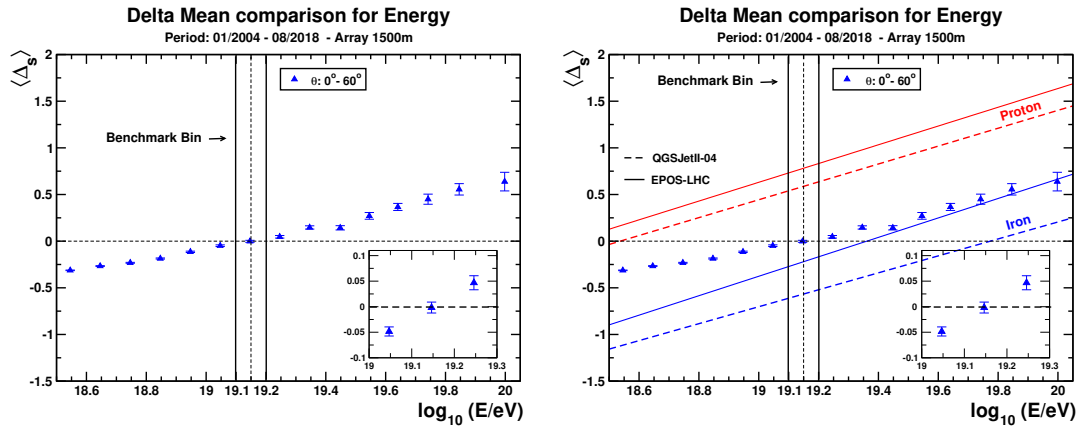 Delta Mean comparison for Energy
Period: 01/2004 - 08/2018 - Array 1500m
⟨Δs⟩
θ: 0°- 60°
Benchmark Bin →
2
1.5
1
0.5
0
-0.5
-1
-1.5
0.1
0.05
0
-0.05
-0.1
19 19.1 19.2 19.3
18.6 18.8 19 19.1 19.2 19.4 19.6 19.8 20
log10 (E/eV)
Delta Mean comparison for Energy
Period: 01/2004 - 08/2018 - Array 1500m
⟨Δs⟩
Benchmark Bin →
θ: 0°- 60°
Proton
QGSJetII-04
EPOS-LHC
Iron
2
1.5
1
0.5
0
-0.5
-1
-1.5
0.1
0.05
0
-0.05
-0.1
19 19.1 19.2 19.3
18.6 18.8 19 19.1 19.2 19.4 19.6 19.8 20
log10 (E/eV)